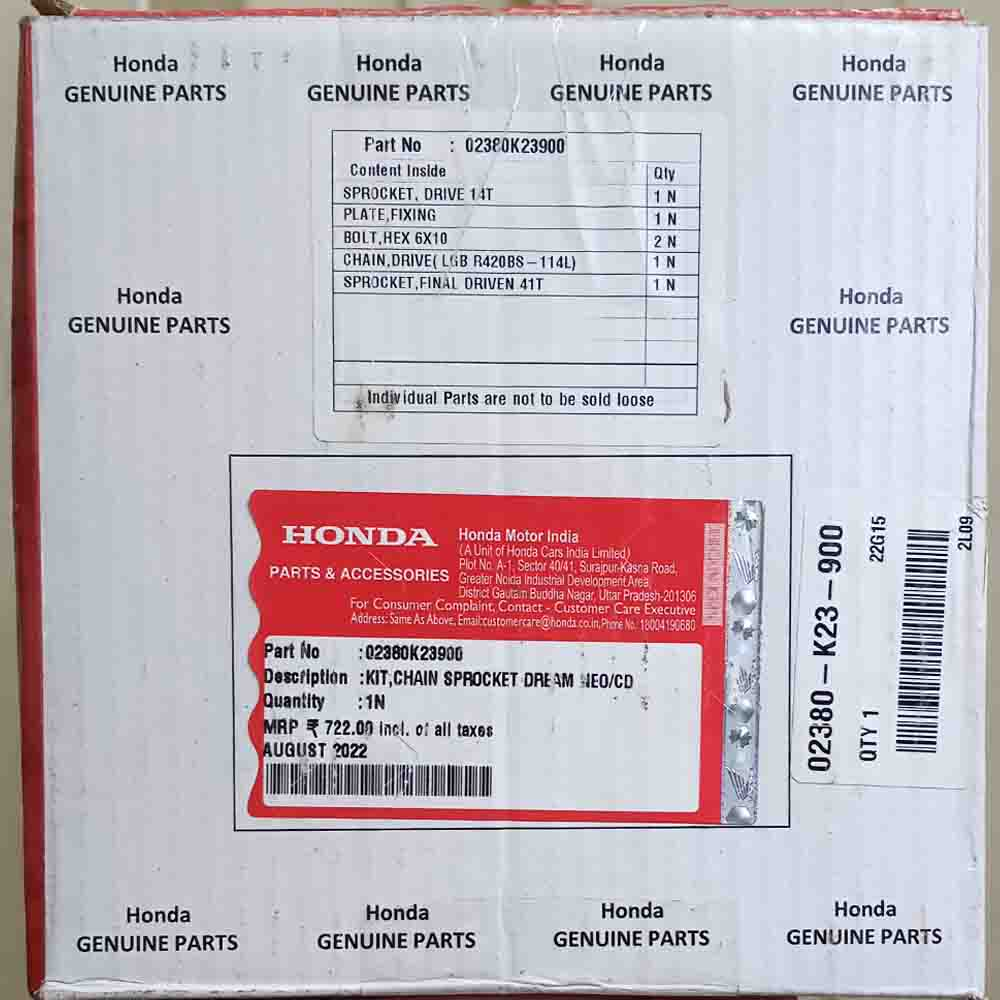 Honda
GENUINE PARTS
Honda
GENUINE PARTS
Honda
GENUINE PARTS
Honda
GENUINE PARTS
Part No : 02380K23900
Content Inside Qty
SPROCKET, DRIVE 14T 1 N
PLATE,FIXING 1 N
BOLT,HEX 6X10 2 N
CHAIN,DRIVE( LGB R420BS-114L) 1 N
SPROCKET,FINAL DRIVEN 41T 1 N
Individual Parts are not to be sold loose
Honda
GENUINE PARTS
Honda
GENUINE PARTS
HONDA
PARTS & ACCESSORIES
Honda Motor India
(A Unit of Honda Cars India Limited)
Plot No. A-1, Sector 40/41, Surajpur-Kasna Road,
Greater Noida Industrial Development Area,
District Gautam Buddha Nagar, Uttar Pradesh-201306
For Consumer Complaint, Contact - Customer Care Executive
Address: Same As Above, Email:customercare@honda.co.in, Phone No. 18004190680
Part No :02380K23900
Description :KIT,CHAIN SPROCKET DREAM NEO/CD
Quantity :1N
MRP ₹ 722.00 Incl. of all taxes
AUGUST 2022
02380-K23-900
22G15
QTY 1
2L09
Honda
GENUINE PARTS
Honda
GENUINE PARTS
Honda
GENUINE PARTS
Honda
GENUINE PARTS